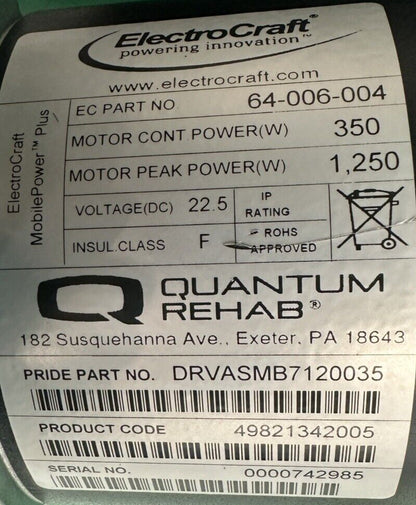 ElectroCraft®
powering innovation™
www.electrocraft.com
ElectroCraft
MobilePower™ Plus
EC PART NO. 64-006-004
MOTOR CONT POWER(W) 350
MOTOR PEAK POWER(W) 1,250
VOLTAGE(DC) 22.5 IP RATING
INSUL.CLASS F ROHS APPROVED
QUANTUM
REHAB®
182 Susquehanna Ave., Exeter, PA 18643
PRIDE PART NO. DRVASMB7120035
PRODUCT CODE 49821342005
SERIAL NO. 0000742985